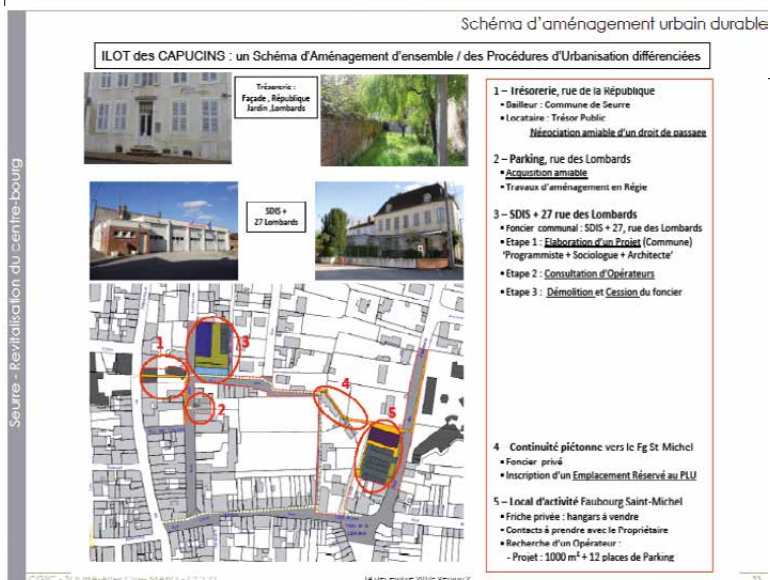 Schéma d'aménagement urbain durable
ILOT des CAPUCINS : un Schéma d'Aménagement d'ensemble / des Procédures d'Urbanisation différenciées
Trésorerie :
Façade , République
Jardin ,Lombards
SDIS +
27 Lombards
Seurre - Revitalisation du centre-bourg
1
2
3
4
5
1 – Trésorerie, rue de la République
▪ Bailleur : Commune de Seurre
▪ Locataire : Trésor Public
Négociation amiable d'un droit de passage
2 – Parking, rue des Lombards
▪ Acquisition amiable
▪ Travaux d'aménagement en Régie
3 – SDIS + 27 rue des Lombards
▪ Foncier communal : SDIS + 27, rue des Lombards
▪ Etape 1 : Elaboration d'un Projet (Commune)
'Programmiste + Sociologue + Architecte'
▪ Etape 2 : Consultation d'Opérateurs
▪ Etape 3 : Démolition et Cession du foncier
4 Continuité piétonne vers le Fg St Michel
▪ Foncier privé
▪ Inscription d'un Emplacement Réservé au PLU
5 – Local d'activité Faubourg Saint-Michel
▪ Friche privée : hangars à vendre
▪ Contacts à prendre avec le Propriétaire
▪ Recherche d'un Opérateur :
- Projet : 1000 m² + 12 places de Parking